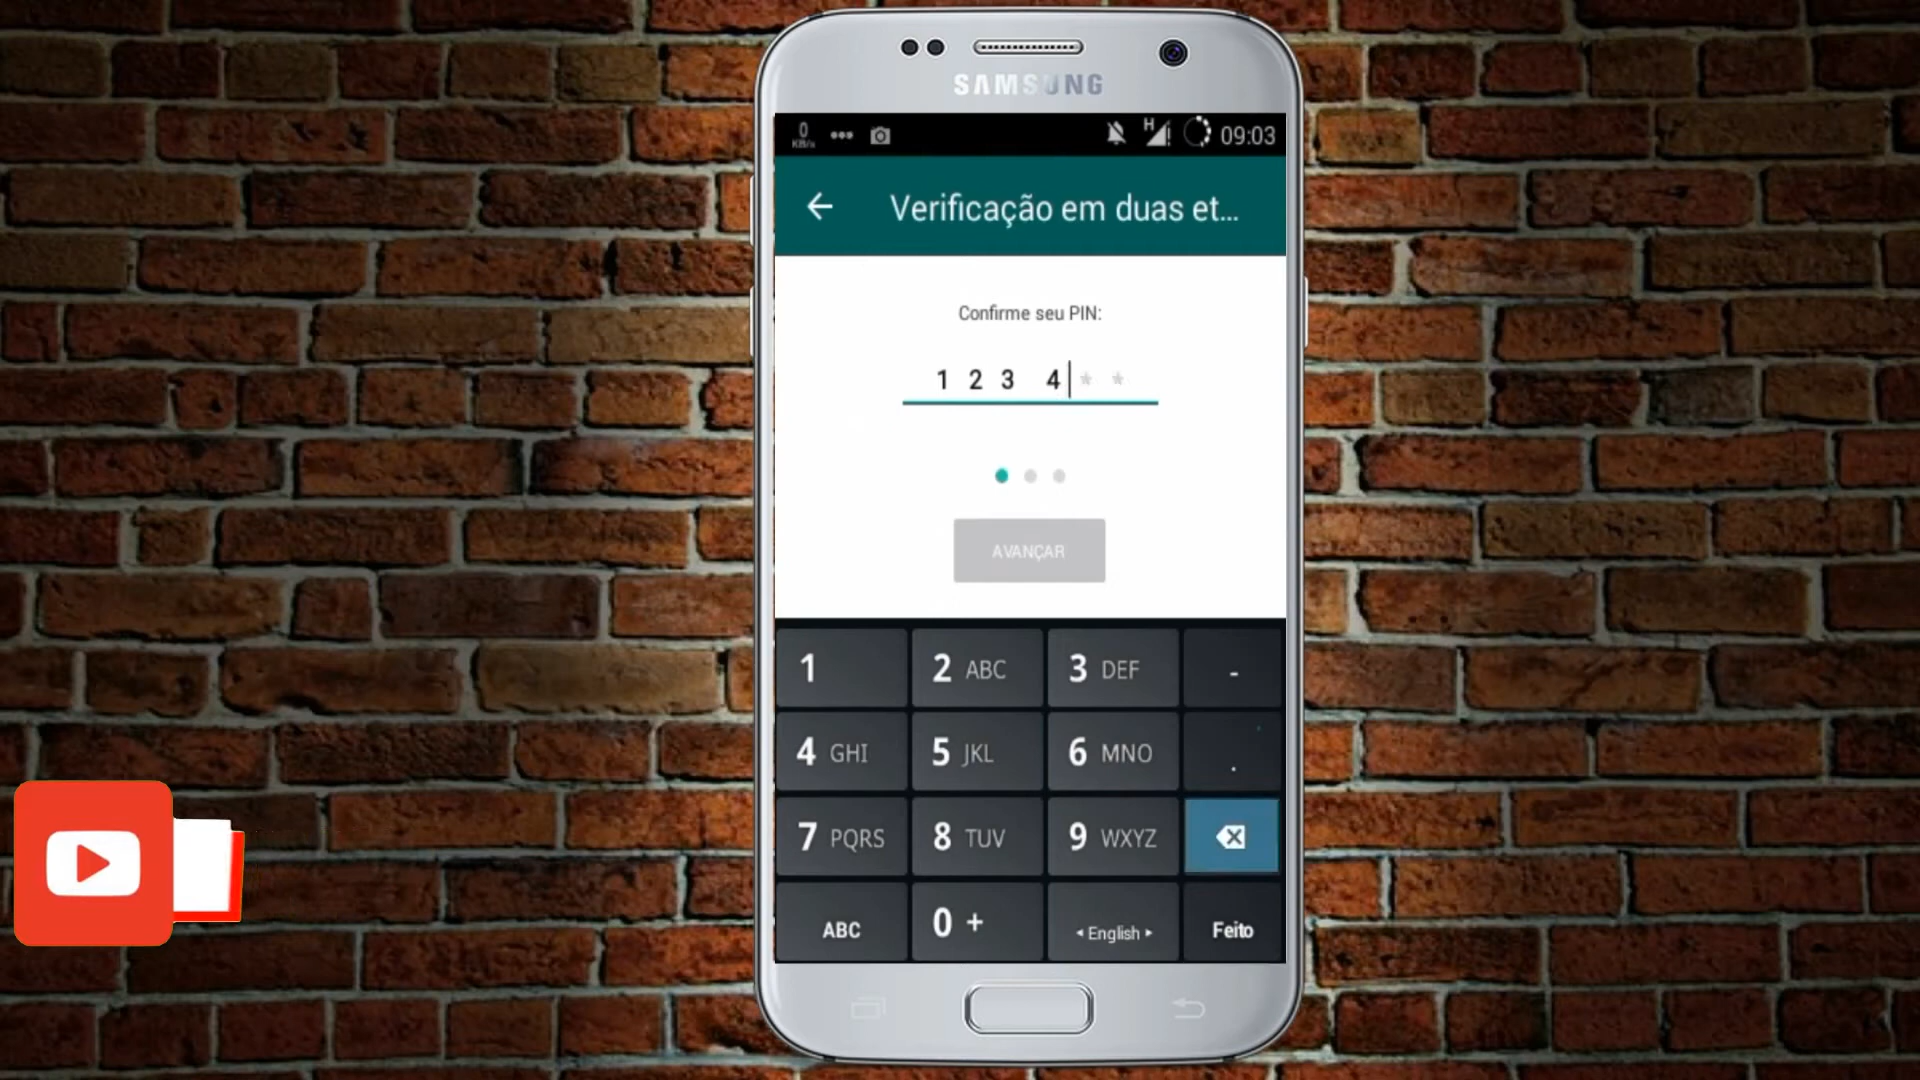 SAMSUNG
0
KB/s
H
09:03
Verificação em duas et...
Confirme seu PIN:
1 2 3 4 * *
AVANÇAR
1
2 ABC
3 DEF
-
4 GHI
5 JKL
6 MNO
.
7 PQRS
8 TUV
9 WXYZ
ABC
0 +
English
Feito